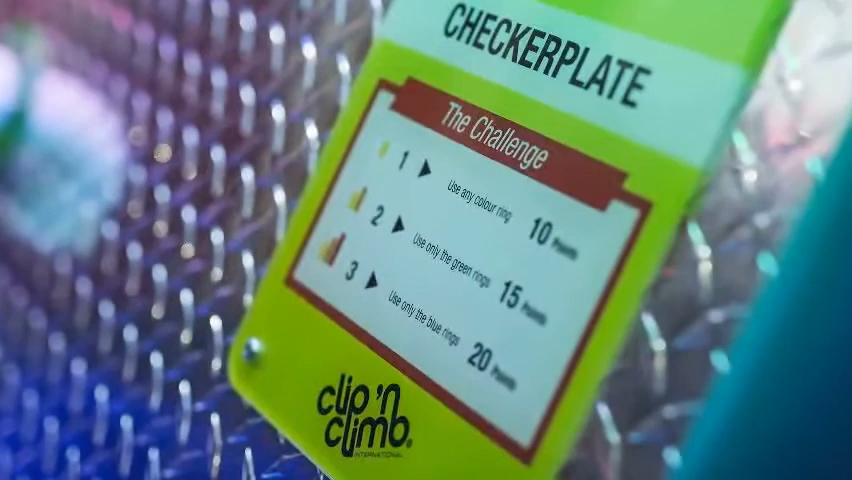 CHECKERPLATE
The Challenge
1 Use any colour ring 10 Points
2 Use only the green rings 15 Points
3 Use only the blue rings 20 Points
clip 'n
climb®
INTERNATIONAL